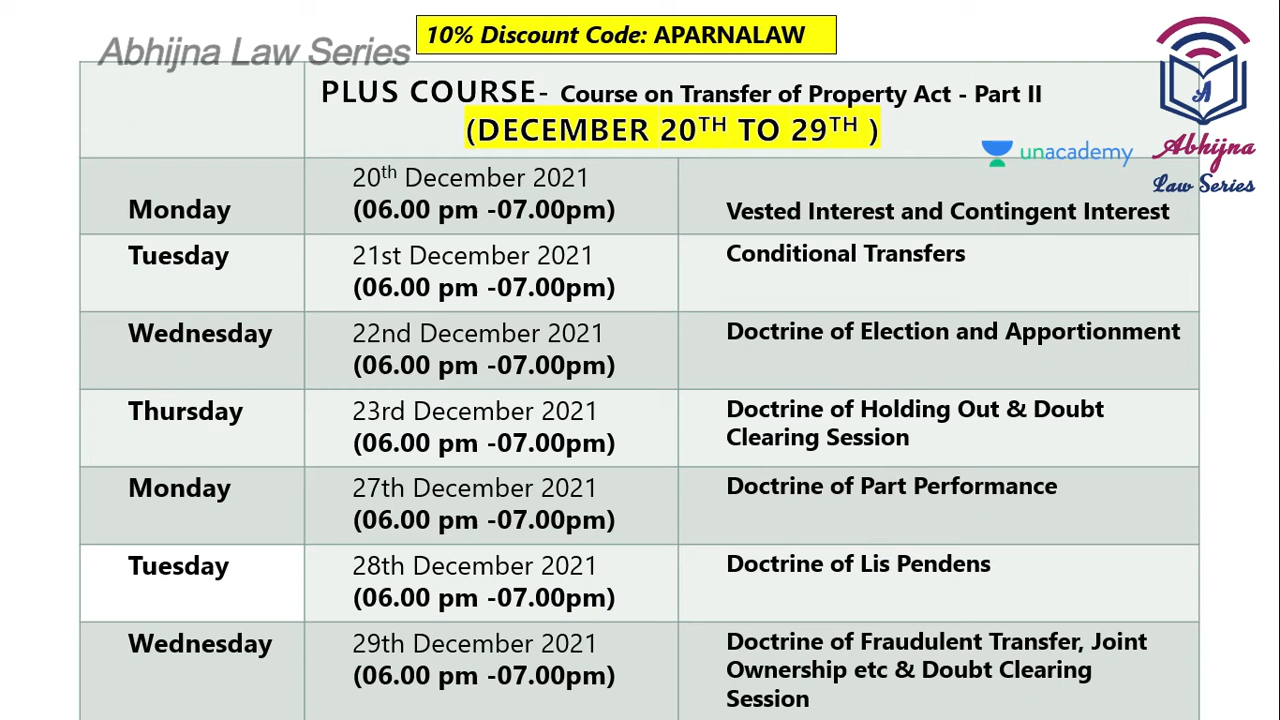 10% Discount Code: APARNALAW
Abhijna Law Series
PLUS COURSE- Course on Transfer of Property Act - Part II
(DECEMBER 20TH TO 29TH )
unacademy
A
Abhijna
Law Series
Monday
20th December 2021
(06.00 pm -07.00pm)
Vested Interest and Contingent Interest
Tuesday
21st December 2021
(06.00 pm -07.00pm)
Conditional Transfers
Wednesday
22nd December 2021
(06.00 pm -07.00pm)
Doctrine of Election and Apportionment
Thursday
23rd December 2021
(06.00 pm -07.00pm)
Doctrine of Holding Out & Doubt
Clearing Session
Monday
27th December 2021
(06.00 pm -07.00pm)
Doctrine of Part Performance
Tuesday
28th December 2021
(06.00 pm -07.00pm)
Doctrine of Lis Pendens
Wednesday
29th December 2021
(06.00 pm -07.00pm)
Doctrine of Fraudulent Transfer, Joint
Ownership etc & Doubt Clearing
Session